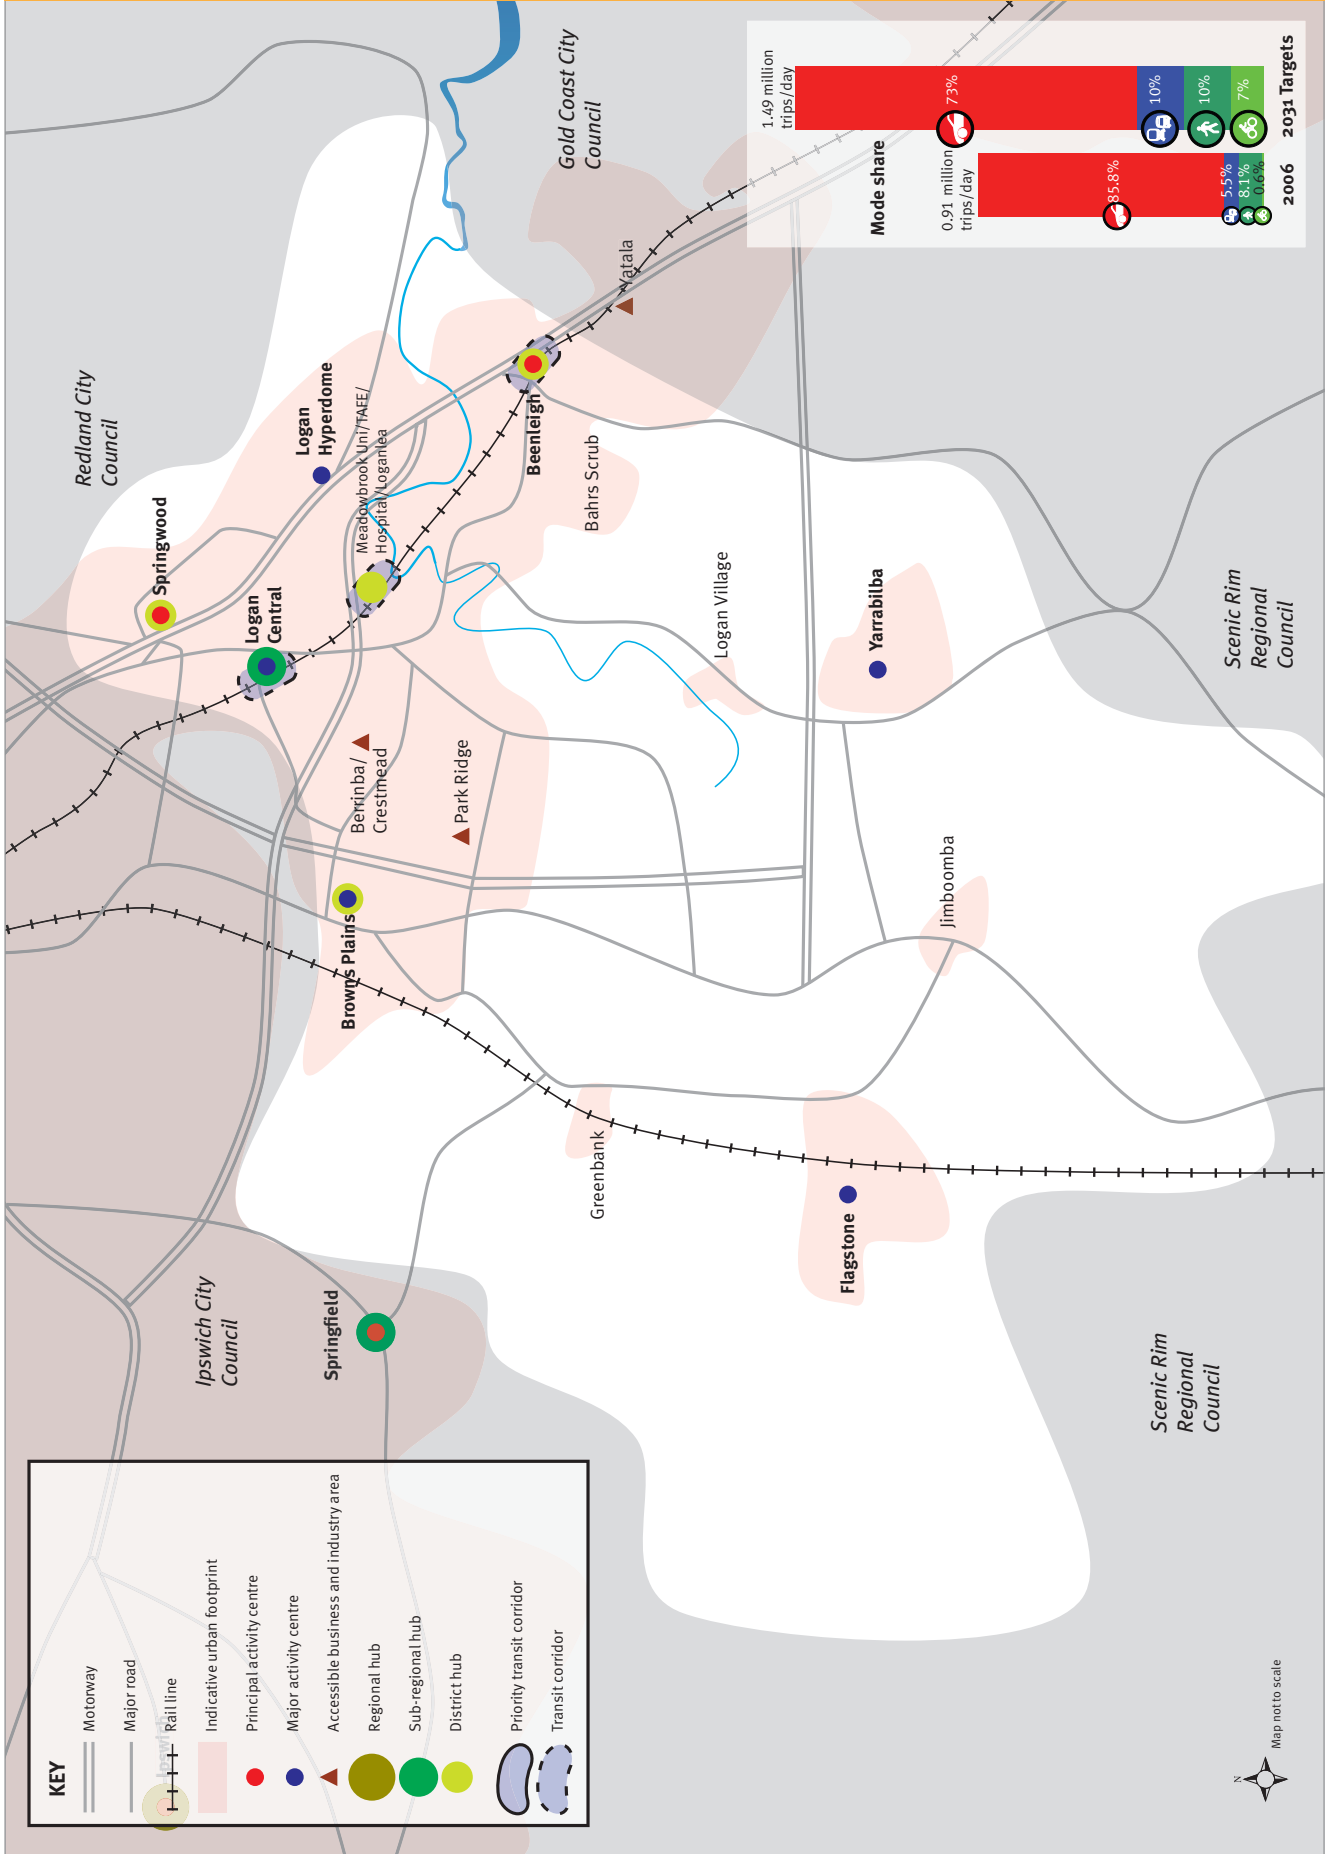 KEY
Motorway
Major road
Rail line
Indicative urban footprint
Principal activity centre
Major activity centre
Accessible business and industry area
Regional hub
Sub-regional hub
District hub
Priority transit corridor
Transit corridor
Ipswich
Ipswich City
Council
Springfield
Redland City
Council
Springwood
Logan
Central
Logan
Hyperdome
Meadowbrook Uni/TAFE/
Hospital/Loganlea
Berrinba/
Crestmead
Browns Plains
Park Ridge
Beenleigh
Bahrs Scrub
Gold Coast City
Council
Yatala
Greenbank
Logan Village
Flagstone
Yarrabilba
Jimboomba
Scenic Rim
Regional
Council
Scenic Rim
Regional
Council
N
Map not to scale
Mode share
1.49 million
trips/day
73%
10%
10%
7%
2031 Targets
0.91 million
trips/day
85.8%
5.5%
8.1%
0.6%
2006